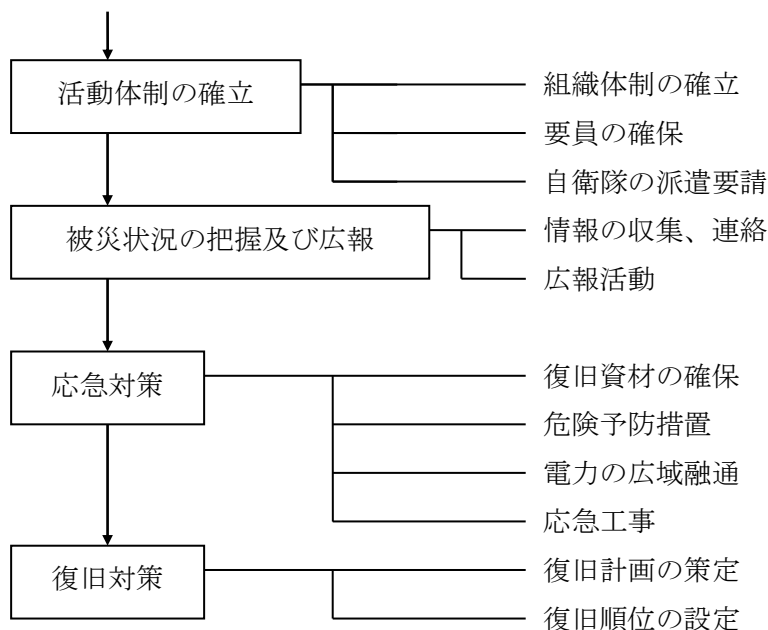 活動体制の確立
組織体制の確立
要員の確保
自衛隊の派遣要請
被災状況の把握及び広報
情報の収集、連絡
広報活動
応急対策
復旧資材の確保
危険予防措置
電力の広域融通
応急工事
復旧対策
復旧計画の策定
復旧順位の設定